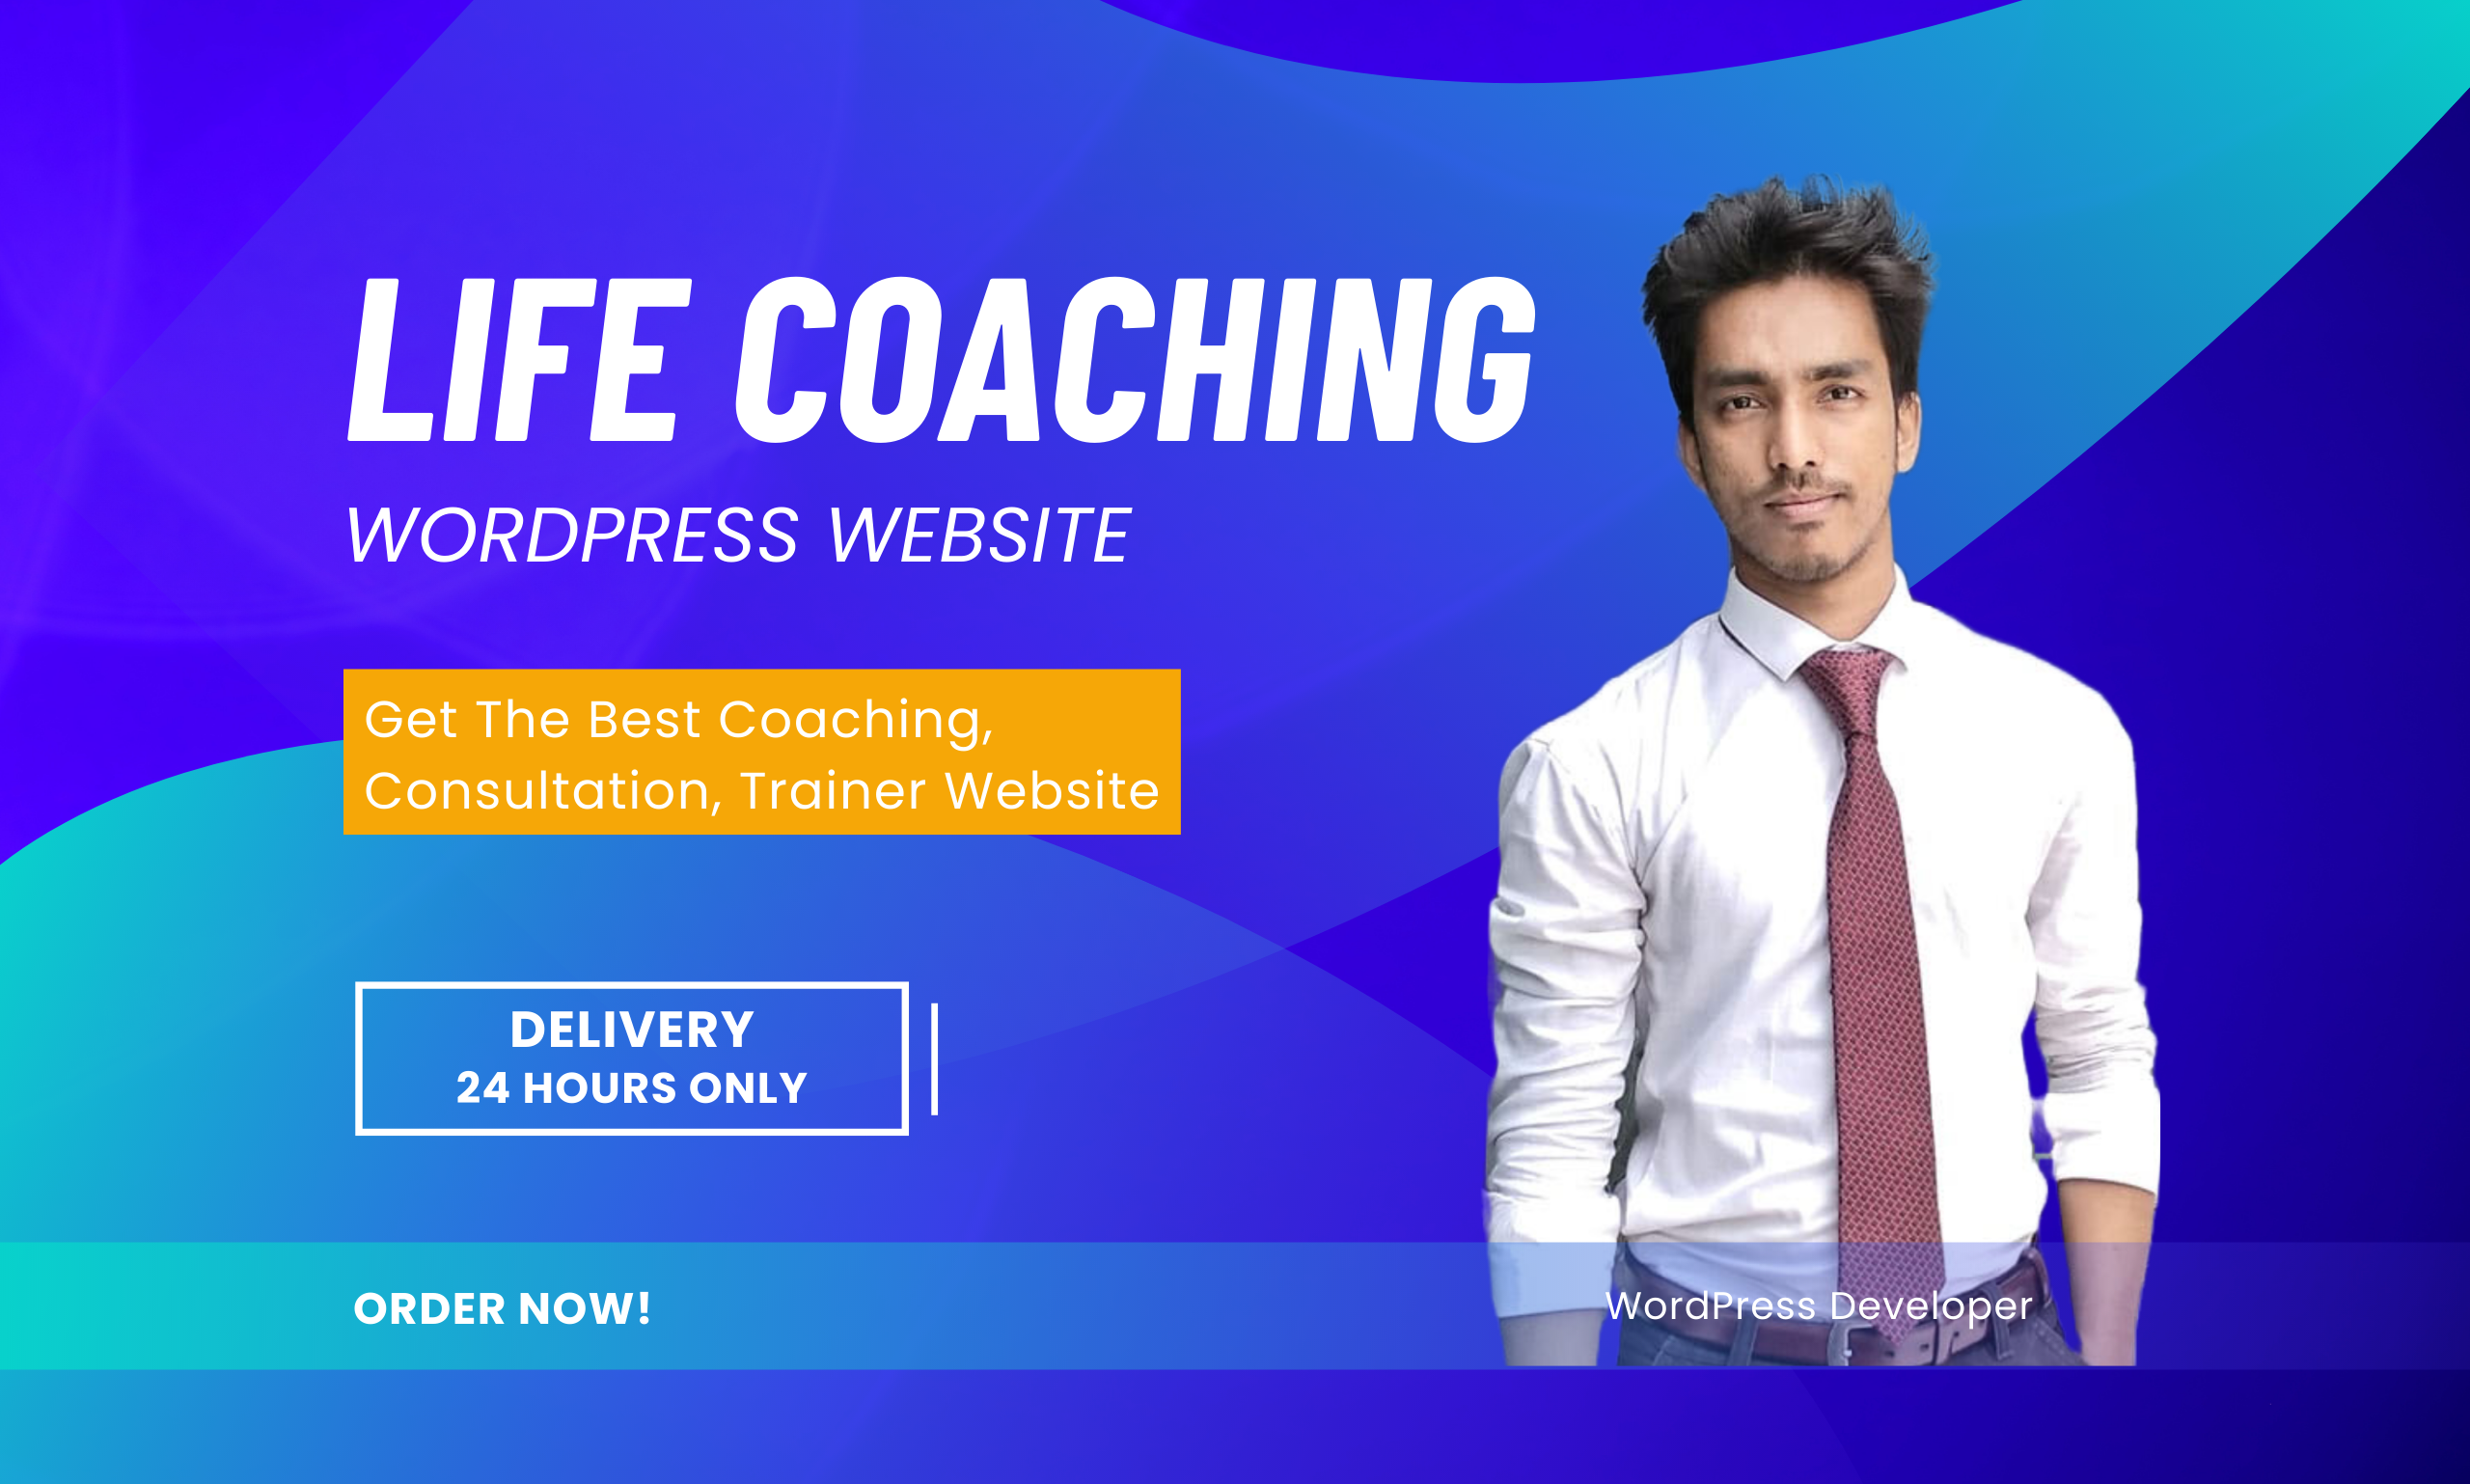 LIFE COACHING
WORDPRESS WEBSITE
Get The Best Coaching,
Consultation, Trainer Website
DELIVERY
24 HOURS ONLY
ORDER NOW!
WordPress Developer